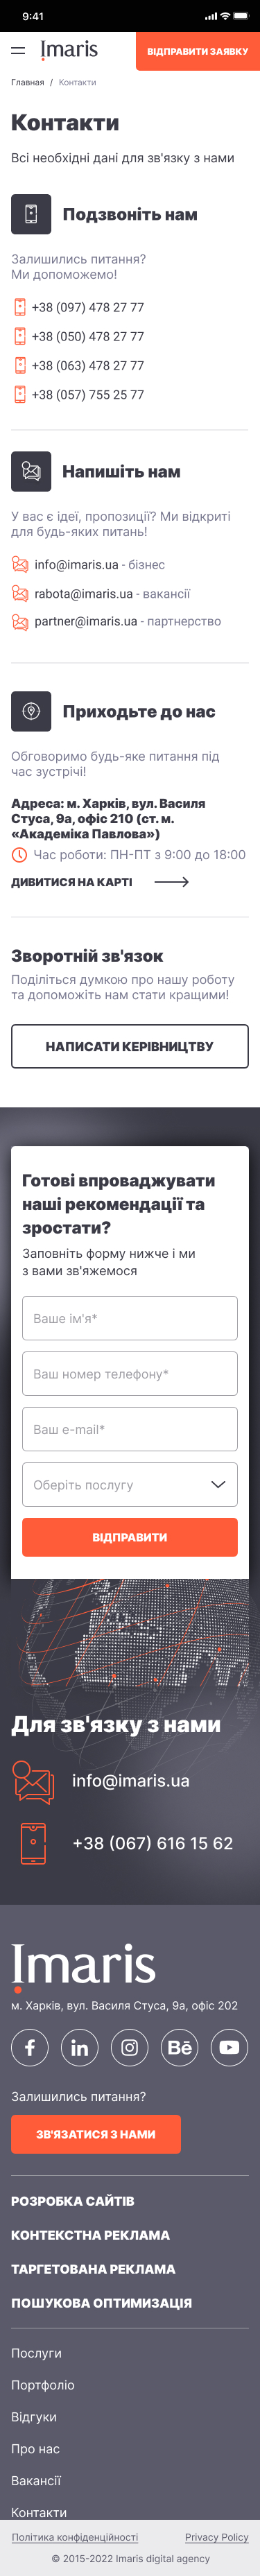 9:41
Imaris
ВІДПРАВИТИ ЗАЯВКУ
Главная / Контакти
Контакти
Всі необхідні дані для зв'язку з нами
Подзвоніть нам
Залишились питання?
Ми допоможемо!
+38 (097) 478 27 77
+38 (050) 478 27 77
+38 (063) 478 27 77
+38 (057) 755 25 77
Напишіть нам
У вас є ідеї, пропозиції? Ми відкриті
для будь-яких питань!
info@imaris.ua - бізнес
rabota@imaris.ua - вакансії
partner@imaris.ua - партнерство
Приходьте до нас
Обговоримо будь-яке питання під
час зустрічі!
Адреса: м. Харків, вул. Василя
Стуса, 9а, офіс 210 (ст. м.
«Академіка Павлова»)
Час роботи: ПН-ПТ з 9:00 до 18:00
ДИВИТИСЯ НА КАРТІ
Зворотній зв'язок
Поділіться думкою про нашу роботу
та допоможіть нам стати кращими!
НАПИСАТИ КЕРІВНИЦТВУ
Готові впроваджувати
наші рекомендації та
зростати?
Заповніть форму нижче і ми
з вами зв'яжемося
Ваше ім'я*
Ваш номер телефону*
Ваш e-mail*
Оберіть послугу
ВІДПРАВИТИ
Для зв'язку з нами
info@imaris.ua
+38 (067) 616 15 62
Imaris
м. Харків, вул. Василя Стуса, 9а, офіс 202
Залишились питання?
ЗВ'ЯЗАТИСЯ З НАМИ
РОЗРОБКА САЙТІВ
КОНТЕКСТНА РЕКЛАМА
ТАРГЕТОВАНА РЕКЛАМА
ПОШУКОВА ОПТИМИЗАЦІЯ
Послуги
Портфоліо
Відгуки
Про нас
Вакансії
Контакти
Політика конфіденційності Privacy Policy
© 2015-2022 Imaris digital agency